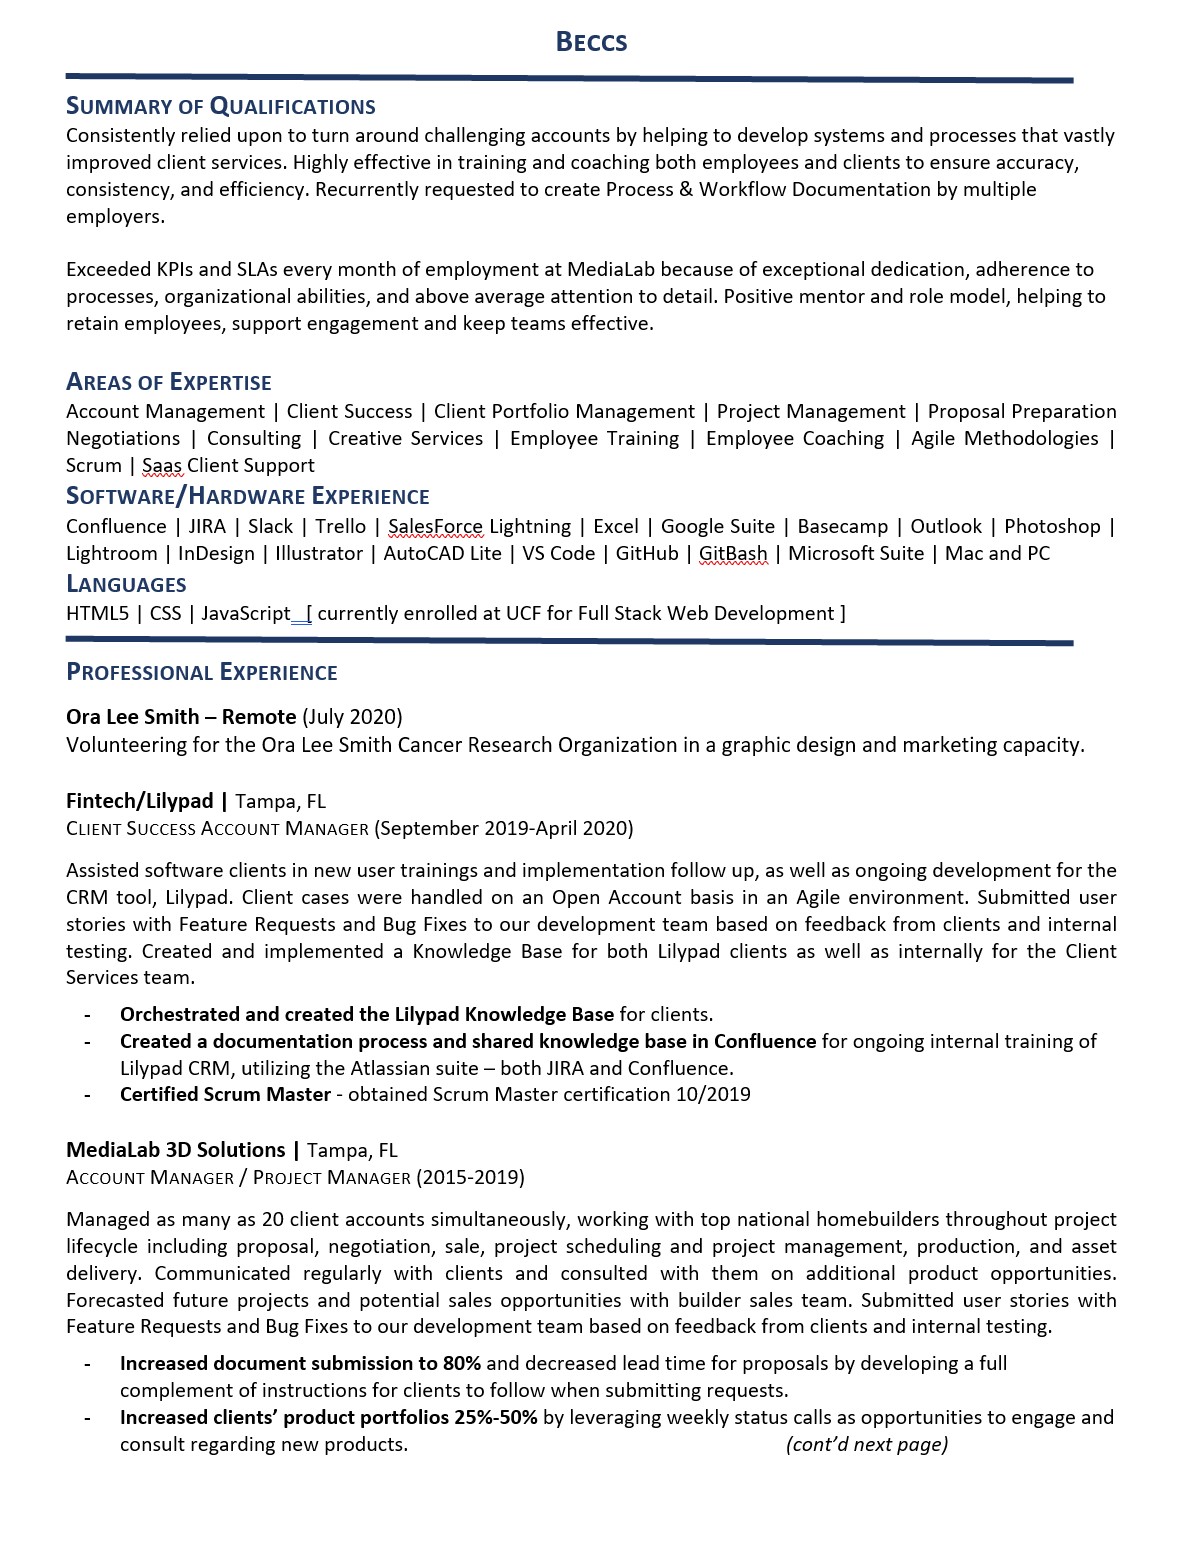 Beccs
Summary of Qualifications
Consistently relied upon to turn around challenging accounts by helping to develop systems and processes that vastly
improved client services. Highly effective in training and coaching both employees and clients to ensure accuracy,
consistency, and efficiency. Recurrently requested to create Process & Workflow Documentation by multiple
employers.
Exceeded KPIs and SLAs every month of employment at MediaLab because of exceptional dedication, adherence to
processes, organizational abilities, and above average attention to detail. Positive mentor and role model, helping to
retain employees, support engagement and keep teams effective.
Areas of Expertise
Account Management | Client Success | Client Portfolio Management | Project Management | Proposal Preparation
Negotiations | Consulting | Creative Services | Employee Training | Employee Coaching | Agile Methodologies |
Scrum | Saas Client Support
Software/Hardware Experience
Confluence | JIRA | Slack | Trello | SalesForce Lightning | Excel | Google Suite | Basecamp | Outlook | Photoshop |
Lightroom | InDesign | Illustrator | AutoCAD Lite | VS Code | GitHub | GitBash | Microsoft Suite | Mac and PC
Languages
HTML5 | CSS | JavaScript [ currently enrolled at UCF for Full Stack Web Development ]
Professional Experience
Ora Lee Smith – Remote (July 2020)
Volunteering for the Ora Lee Smith Cancer Research Organization in a graphic design and marketing capacity.
Fintech/Lilypad | Tampa, FL
Client Success Account Manager (September 2019-April 2020)
Assisted software clients in new user trainings and implementation follow up, as well as ongoing development for the
CRM tool, Lilypad. Client cases were handled on an Open Account basis in an Agile environment. Submitted user
stories with Feature Requests and Bug Fixes to our development team based on feedback from clients and internal
testing. Created and implemented a Knowledge Base for both Lilypad clients as well as internally for the Client
Services team.
- Orchestrated and created the Lilypad Knowledge Base for clients.
- Created a documentation process and shared knowledge base in Confluence for ongoing internal training of
Lilypad CRM, utilizing the Atlassian suite – both JIRA and Confluence.
- Certified Scrum Master - obtained Scrum Master certification 10/2019
MediaLab 3D Solutions | Tampa, FL
Account Manager / Project Manager (2015-2019)
Managed as many as 20 client accounts simultaneously, working with top national homebuilders throughout project
lifecycle including proposal, negotiation, sale, project scheduling and project management, production, and asset
delivery. Communicated regularly with clients and consulted with them on additional product opportunities.
Forecasted future projects and potential sales opportunities with builder sales team. Submitted user stories with
Feature Requests and Bug Fixes to our development team based on feedback from clients and internal testing.
- Increased document submission to 80% and decreased lead time for proposals by developing a full
complement of instructions for clients to follow when submitting requests.
- Increased clients’ product portfolios 25%-50% by leveraging weekly status calls as opportunities to engage and
consult regarding new products. (cont’d next page)